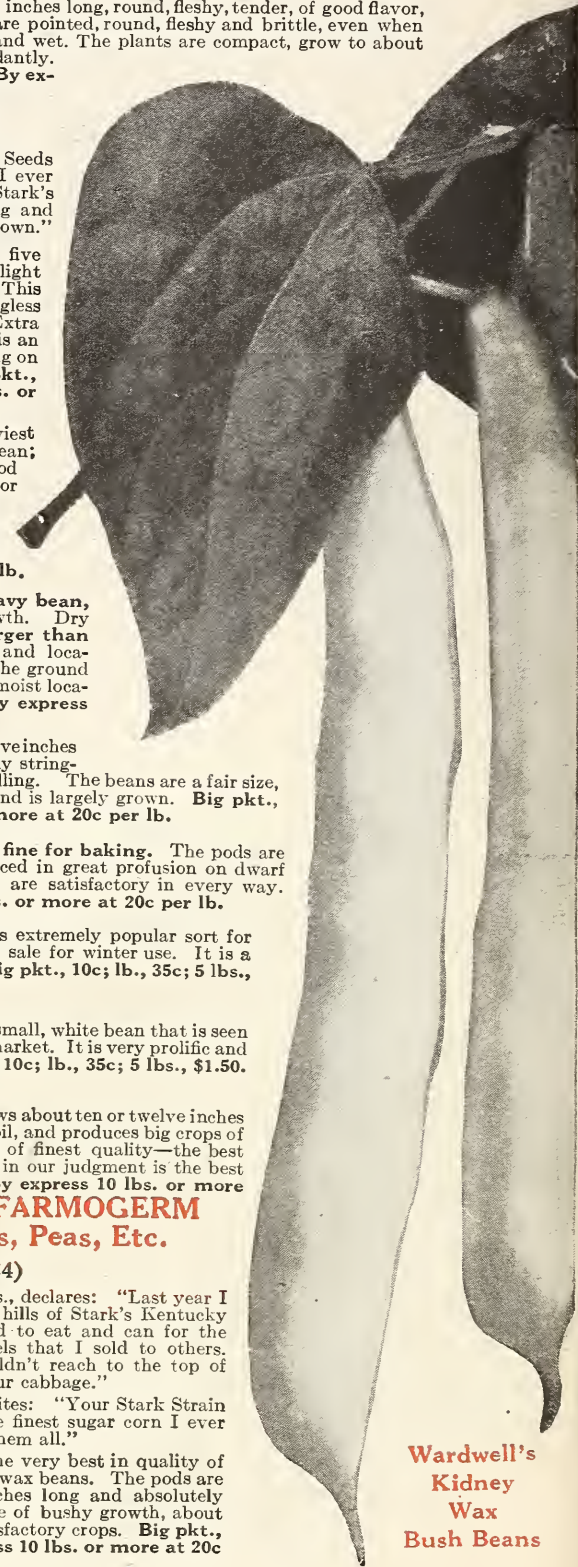 inches long, round, fleshy, tender, of good flavor,
are pointed, round, fleshy and brittle, even when
and wet. The plants are compact, grow to about
dantly.
By ex-
Seeds
I ever
Stark's
g and
own."
five
light
This
gless
Extra
is an
g on
kt.,
s. or
viest
ean;
od
or
lb.
avy bean,
vth. Dry
rger than
and loca-
he ground
noist loca-
y express
ve inches
y string-
lling. The beans are a fair size,
nd is largely grown. Big pkt.,
more at 20c per lb.
fine for baking. The pods are
ced in great profusion on dwarf
are satisfactory in every way.
s. or more at 20c per lb.
s extremely popular sort for
sale for winter use. It is a
ig pkt., 10c; lb., 35c; 5 lbs.,
small, white bean that is seen
arket. It is very prolific and
10c; lb., 35c; 5 lbs., $1.50.
ws about ten or twelve inches
oil, and produces big crops of
of finest quality—the best
in our judgment is the best
y express 10 lbs. or more
FARMOGERM
s, Peas, Etc.
4)
s., declares: "Last year I
hills of Stark's Kentucky
d to eat and can for the
els that I sold to others.
ldn't reach to the top of
ur cabbage."
ites: "Your Stark Strain
e finest sugar corn I ever
hem all."
he very best in quality of
wax beans. The pods are
ches long and absolutely
e of bushy growth, about
sfactory crops. Big pkt.,
ss 10 lbs. or more at 20c
Wardwell's
Kidney
Wax
Bush Beans